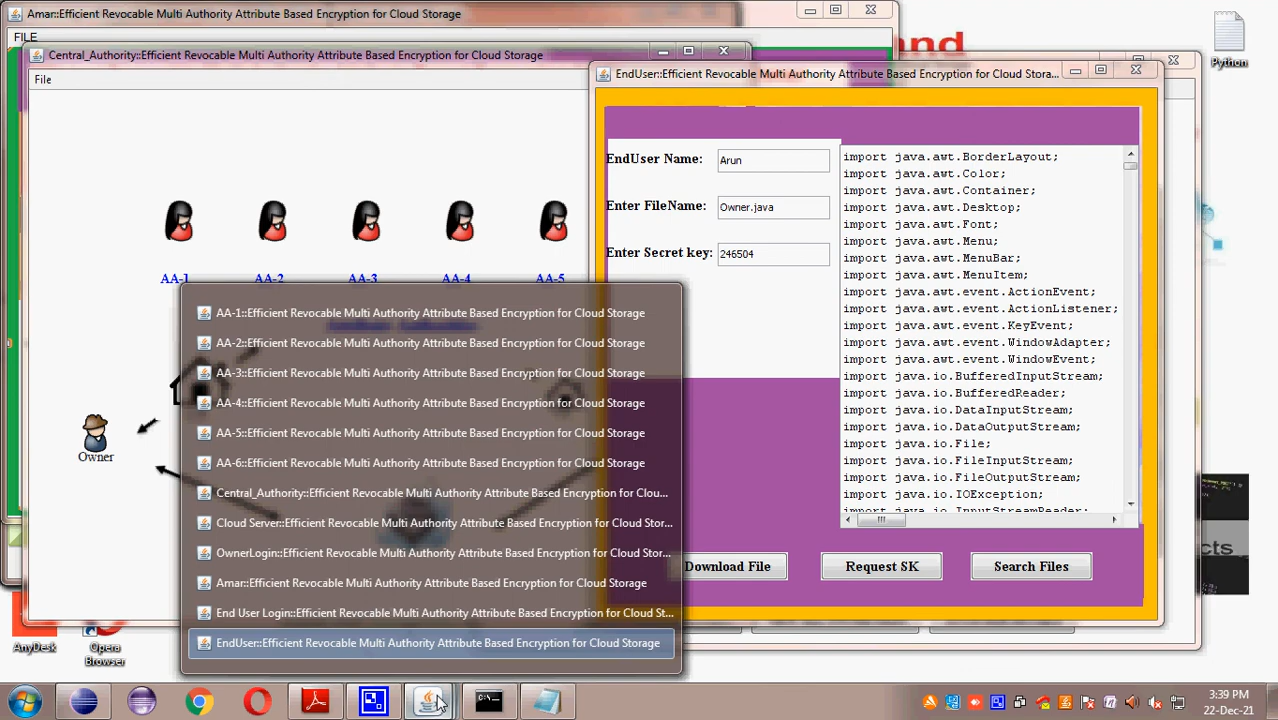 Amar::Efficient Revocable Multi Authority Attribute Based Encryption for Cloud Storage
FILE
and
Python
Central_Authority::Efficient Revocable Multi Authority Attribute Based Encryption for Cloud Storage
File
AA-1
AA-2
AA-3
AA-4
AA-5
Owner
EndUser::Efficient Revocable Multi Authority Attribute Based Encryption for Cloud Stora...
EndUser Name:
Arun
Enter FileName:
Owner.java
Enter Secret key:
246504
import java.awt.BorderLayout;
import java.awt.Color;
import java.awt.Container;
import java.awt.Desktop;
import java.awt.Font;
import java.awt.Menu;
import java.awt.MenuBar;
import java.awt.MenuItem;
import java.awt.event.ActionEvent;
import java.awt.event.ActionListener;
import java.awt.event.KeyEvent;
import java.awt.event.WindowAdapter;
import java.awt.event.WindowEvent;
import java.io.BufferedInputStream;
import java.io.BufferedReader;
import java.io.DataInputStream;
import java.io.DataOutputStream;
import java.io.File;
import java.io.FileInputStream;
import java.io.FileOutputStream;
import java.io.IOException;
import java.io.InputStreamReader;
Download File
Request SK
Search Files
AA-1::Efficient Revocable Multi Authority Attribute Based Encryption for Cloud Storage
AA-2::Efficient Revocable Multi Authority Attribute Based Encryption for Cloud Storage
AA-3::Efficient Revocable Multi Authority Attribute Based Encryption for Cloud Storage
AA-4::Efficient Revocable Multi Authority Attribute Based Encryption for Cloud Storage
AA-5::Efficient Revocable Multi Authority Attribute Based Encryption for Cloud Storage
AA-6::Efficient Revocable Multi Authority Attribute Based Encryption for Cloud Storage
Central_Authority::Efficient Revocable Multi Authority Attribute Based Encryption for Clou...
Cloud Server::Efficient Revocable Multi Authority Attribute Based Encryption for Cloud Stor...
OwnerLogin::Efficient Revocable Multi Authority Attribute Based Encryption for Cloud Stor...
Amar::Efficient Revocable Multi Authority Attribute Based Encryption for Cloud Storage
End User Login::Efficient Revocable Multi Authority Attribute Based Encryption for Cloud St...
EndUser::Efficient Revocable Multi Authority Attribute Based Encryption for Cloud Storage
cts
AnyDesk
Opera
Browser
3:39 PM
22-Dec-21